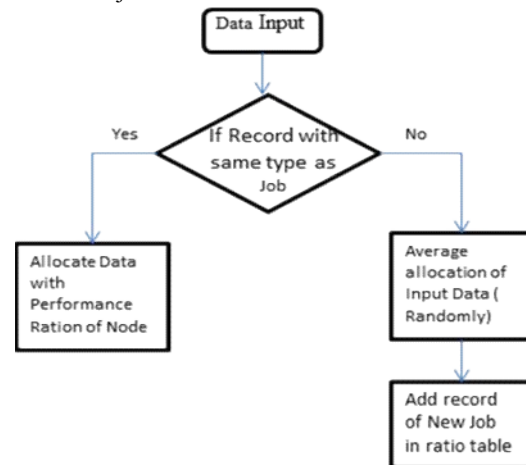 Data Input
Yes
If Record with
same type as
Job
No
Allocate Data
with
Performance
Ration of Node
Average
allocation of
Input Data (
Randomly)
Add record
of New Job
in ratio table